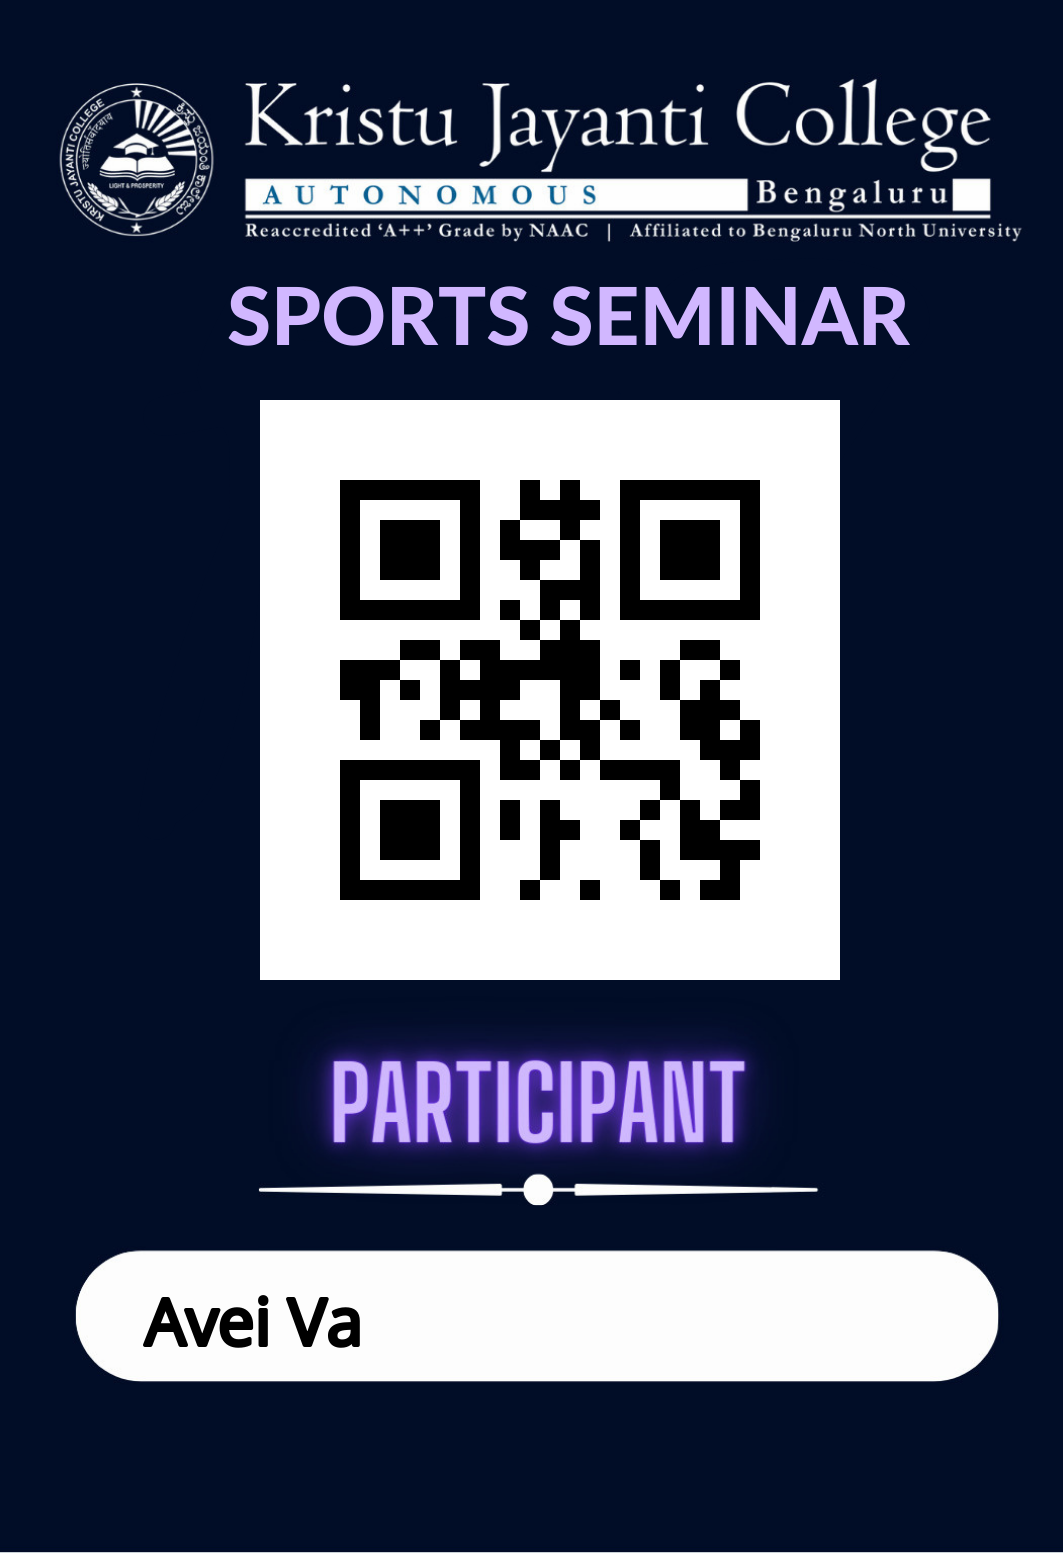 KRISTU JAYANTI COLLEGE
LIGHT & PROSPERITY
Kristu Jayanti College
AUTONOMOUS Bengaluru
Reaccredited ‘A++’ Grade by NAAC | Affiliated to Bengaluru North University
SPORTS SEMINAR
PARTICIPANT
Avei Va